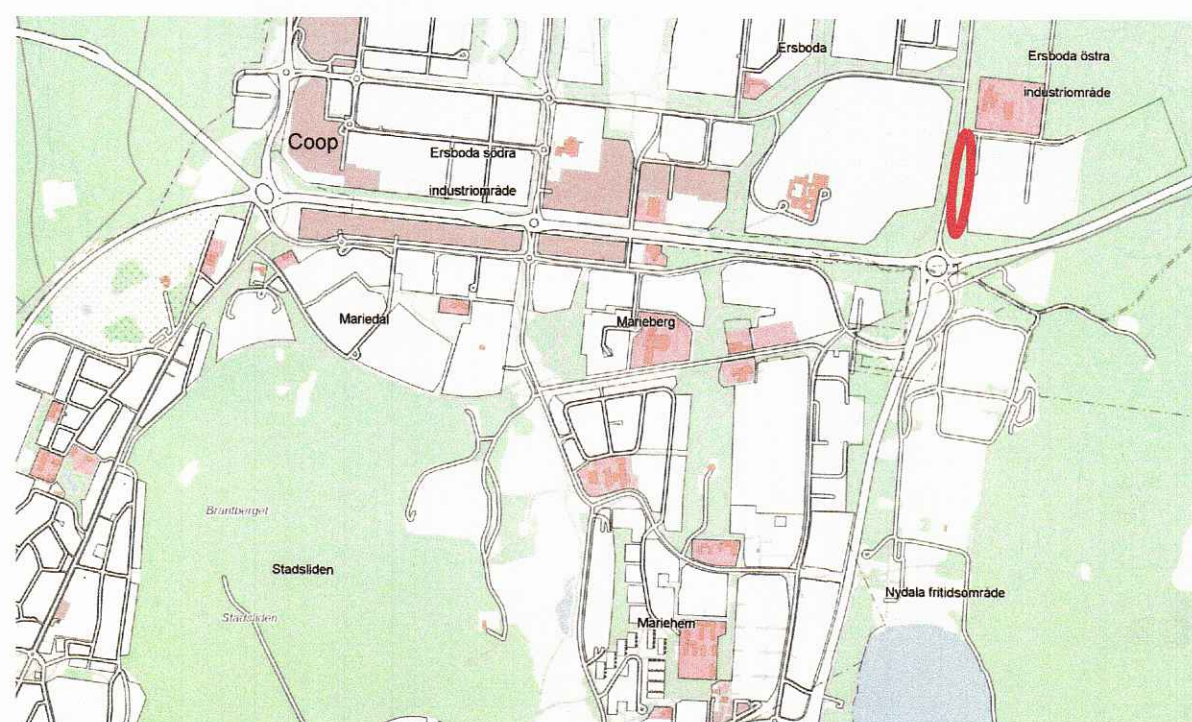 Ersboda
Ersboda östra
industriområde
Coop
Ersboda södra
industriområde
Mariedal
Marieberg
Brantberget
Stadsliden
Stadsliden
Nydala fritidsområde
Mariehem